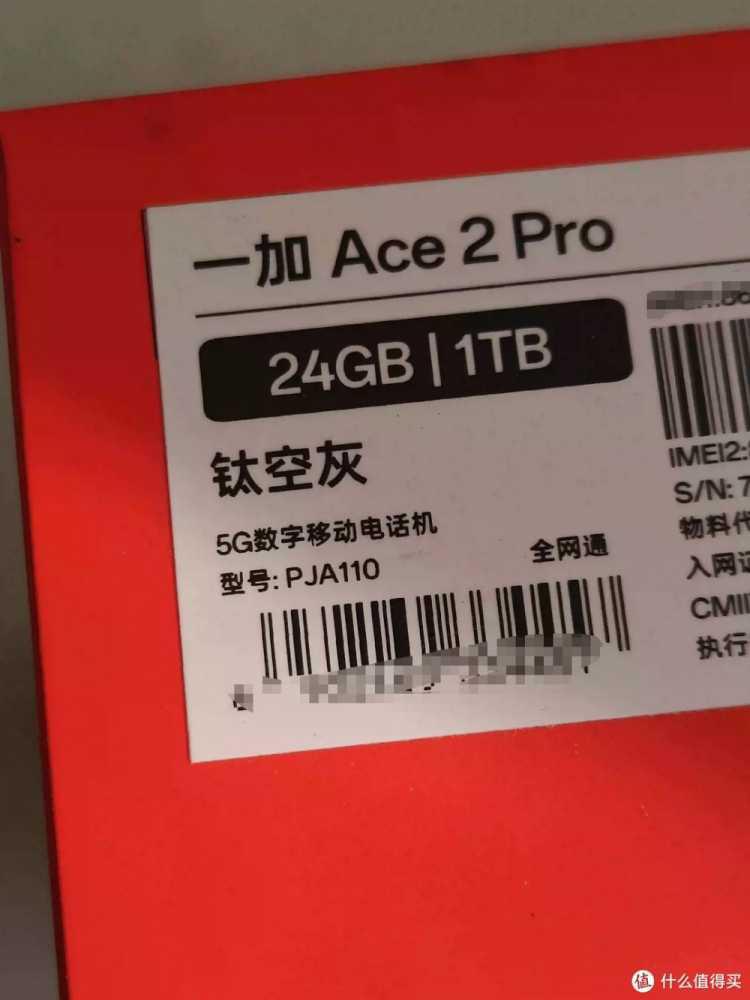 一加 Ace 2 Pro
24GB | 1TB
钛空灰
5G数字移动电话机
型号: PJA110
全网通
IMEI2:
S/N: 7
物料代
入网证
CMII
执行
值 什么值得买